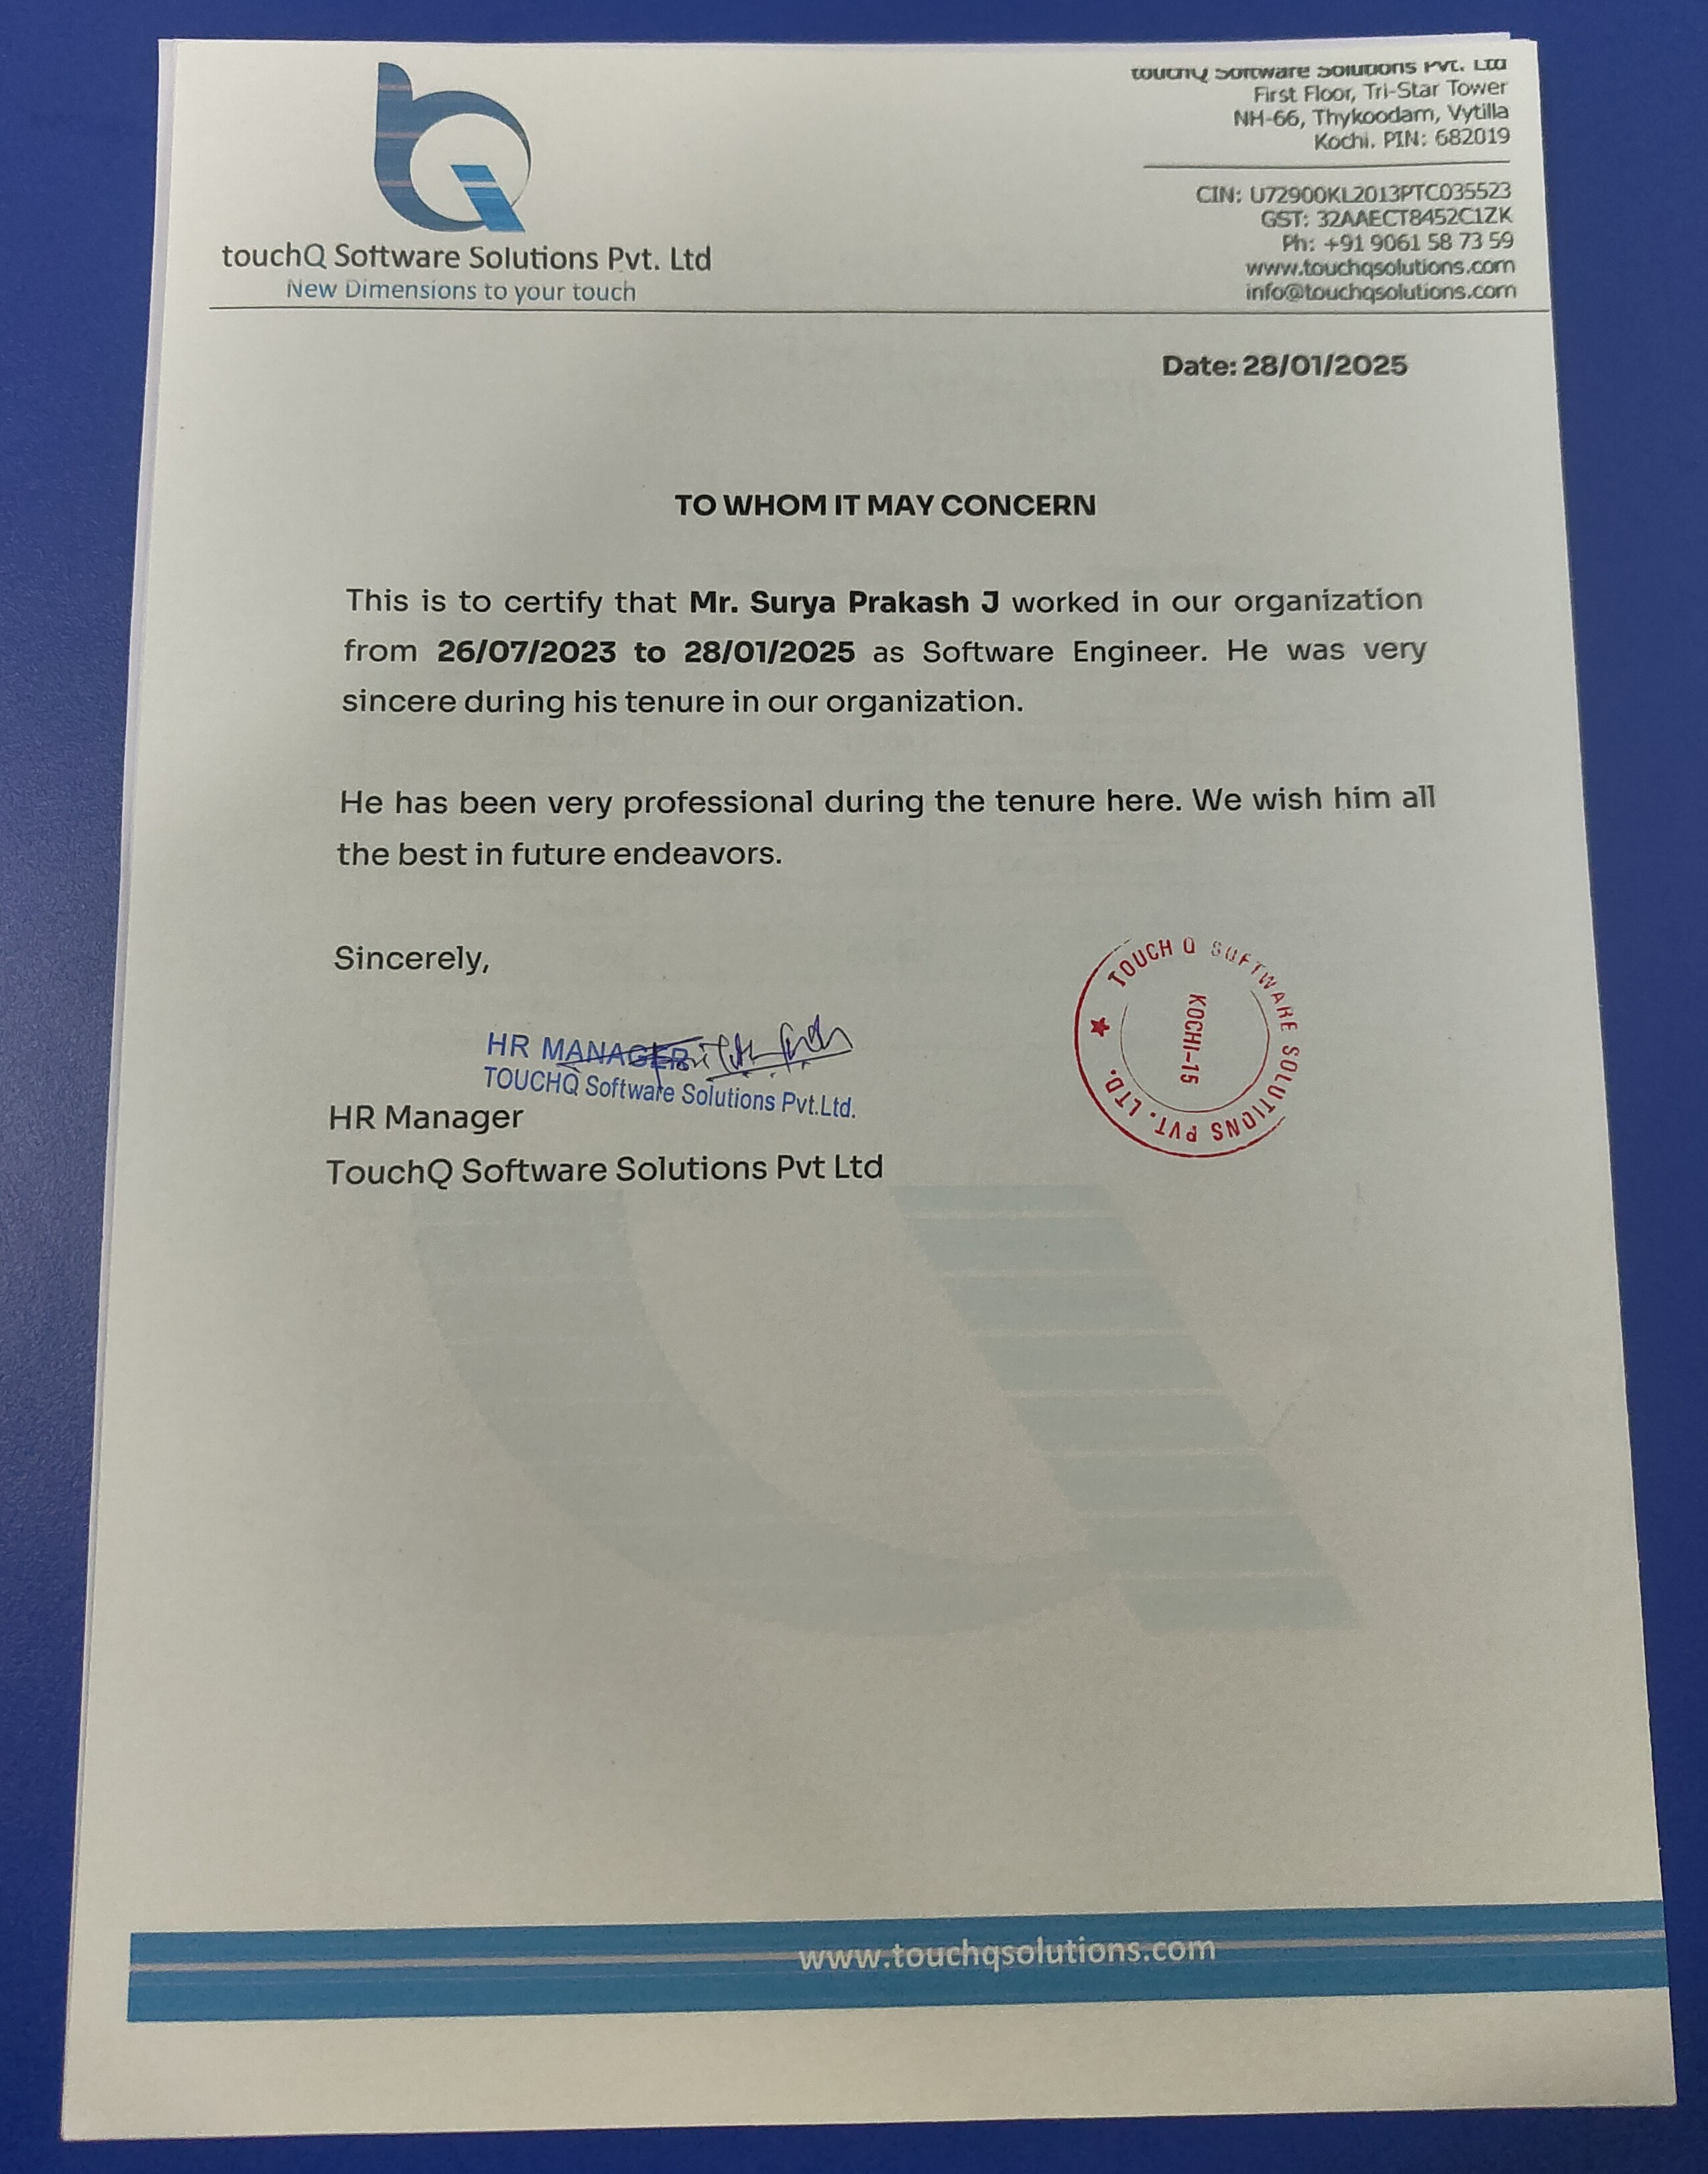 touchQ Software Solutions Pvt. Ltd
New Dimensions to your touch
touchQ Software Solutions Pvt. Ltd
First Floor, Tri-Star Tower
NH-66, Thykoodam, Vytilla
Kochi. PIN: 682019
CIN: U72900KL2013PTC035523
GST: 32AAECT8452C1ZK
Ph: +91 9061 58 73 59
www.touchqsolutions.com
info@touchqsolutions.com
Date: 28/01/2025
TO WHOM IT MAY CONCERN
This is to certify that Mr. Surya Prakash J worked in our organization
from 26/07/2023 to 28/01/2025 as Software Engineer. He was very
sincere during his tenure in our organization.
He has been very professional during the tenure here. We wish him all
the best in future endeavors.
Sincerely,
HR MANAGER
TOUCHQ Software Solutions Pvt.Ltd.
HR Manager
TouchQ Software Solutions Pvt Ltd
TOUCH Q SOFTWARE SOLUTIONS PVT. LTD.
KOCHI-15
www.touchqsolutions.com